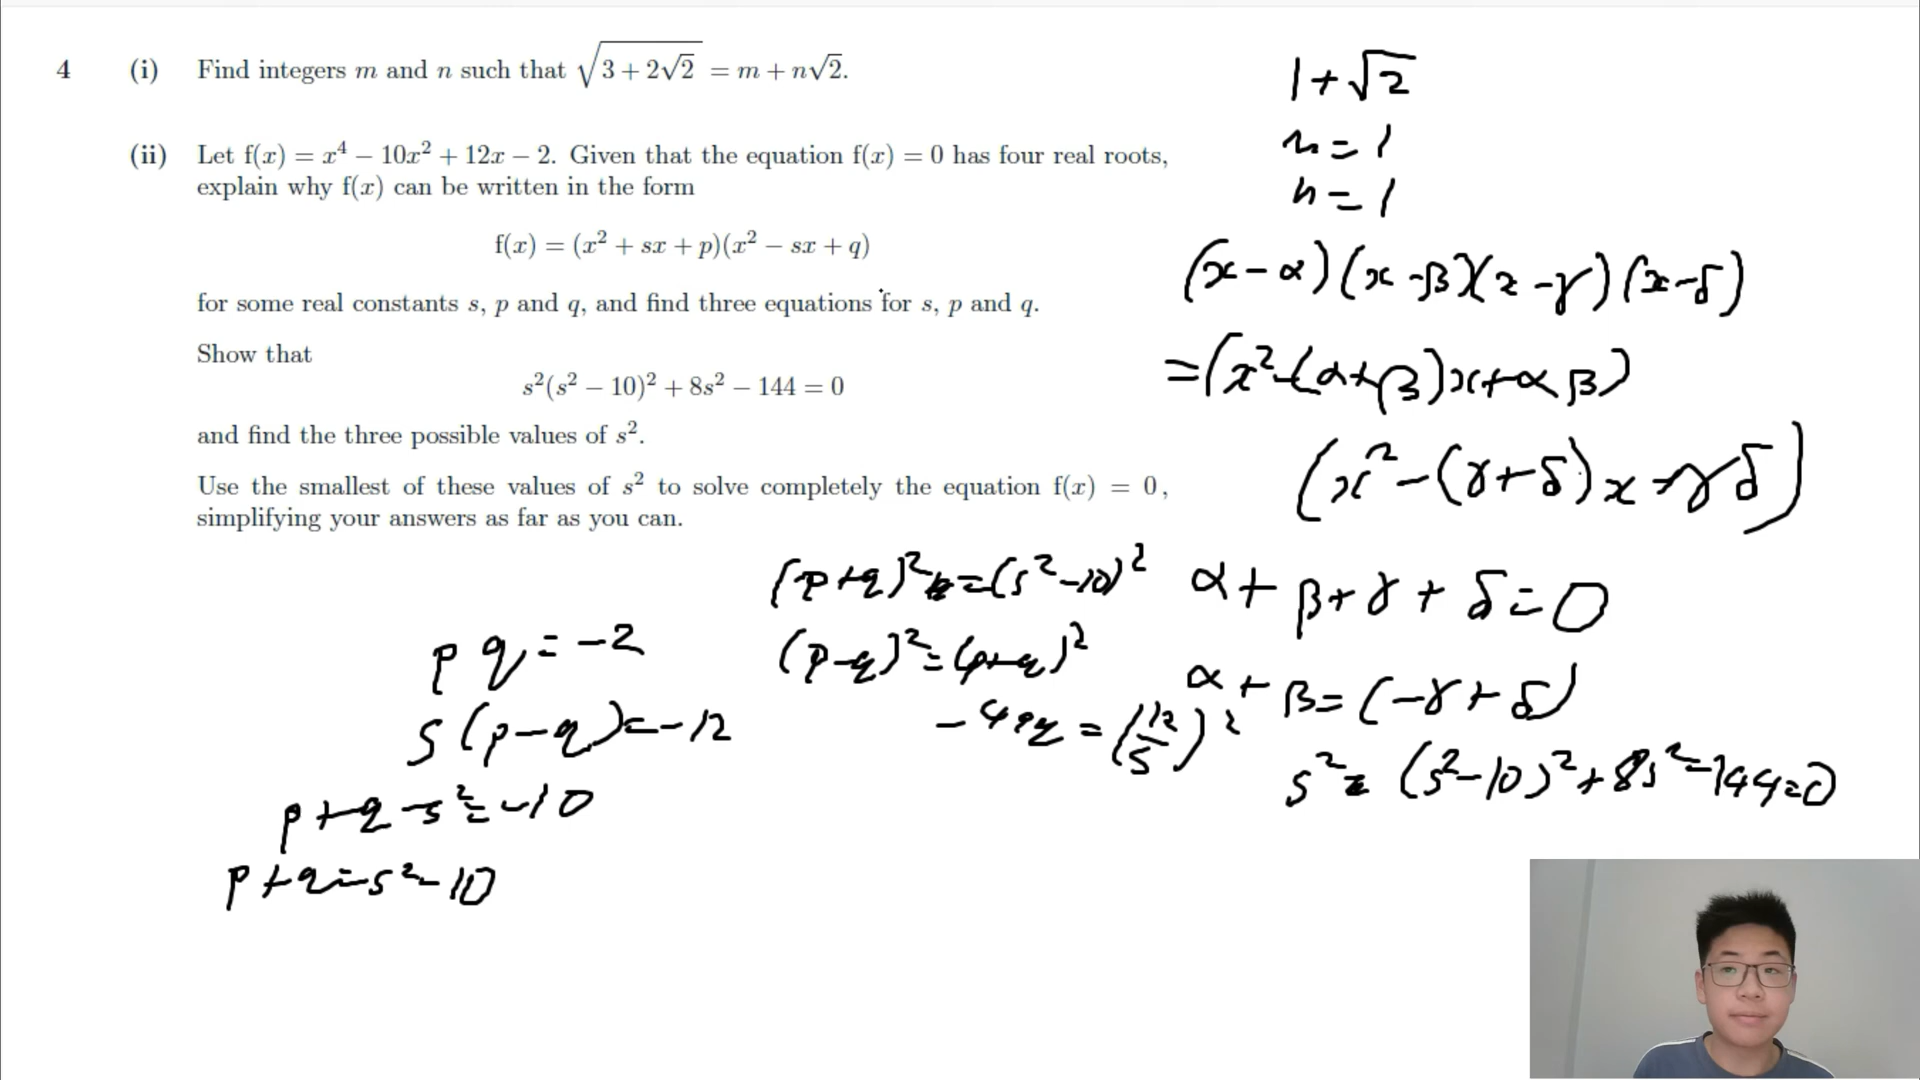 4 (i) Find integers m and n such that √(3 + 2√2) = m + n√2.
(ii) Let f(x) = x⁴ − 10x² + 12x − 2. Given that the equation f(x) = 0 has four real roots,
explain why f(x) can be written in the form
f(x) = (x² + sx + p)(x² − sx + q)
for some real constants s, p and q, and find three equations for s, p and q.
Show that
s²(s² − 10)² + 8s² − 144 = 0
and find the three possible values of s².
Use the smallest of these values of s² to solve completely the equation f(x) = 0,
simplifying your answers as far as you can.
1+√2
m=1
n=1
(x-α)(x-β)(x-γ)(x-δ)
=(x²-(α+β)x+αβ)
(x²-(γ+δ)x+γδ)
α+β+γ+δ=0
α+β=(-γ+δ)
s²=(s²-10)²+8s²-144=0
(p+q)²=(s²-10)²
(p-q)²=(p+q)²
-4pq=(12/s)²
pq=-2
s(p-q)=-12
p+q-s²=-10
p+q=s²-10